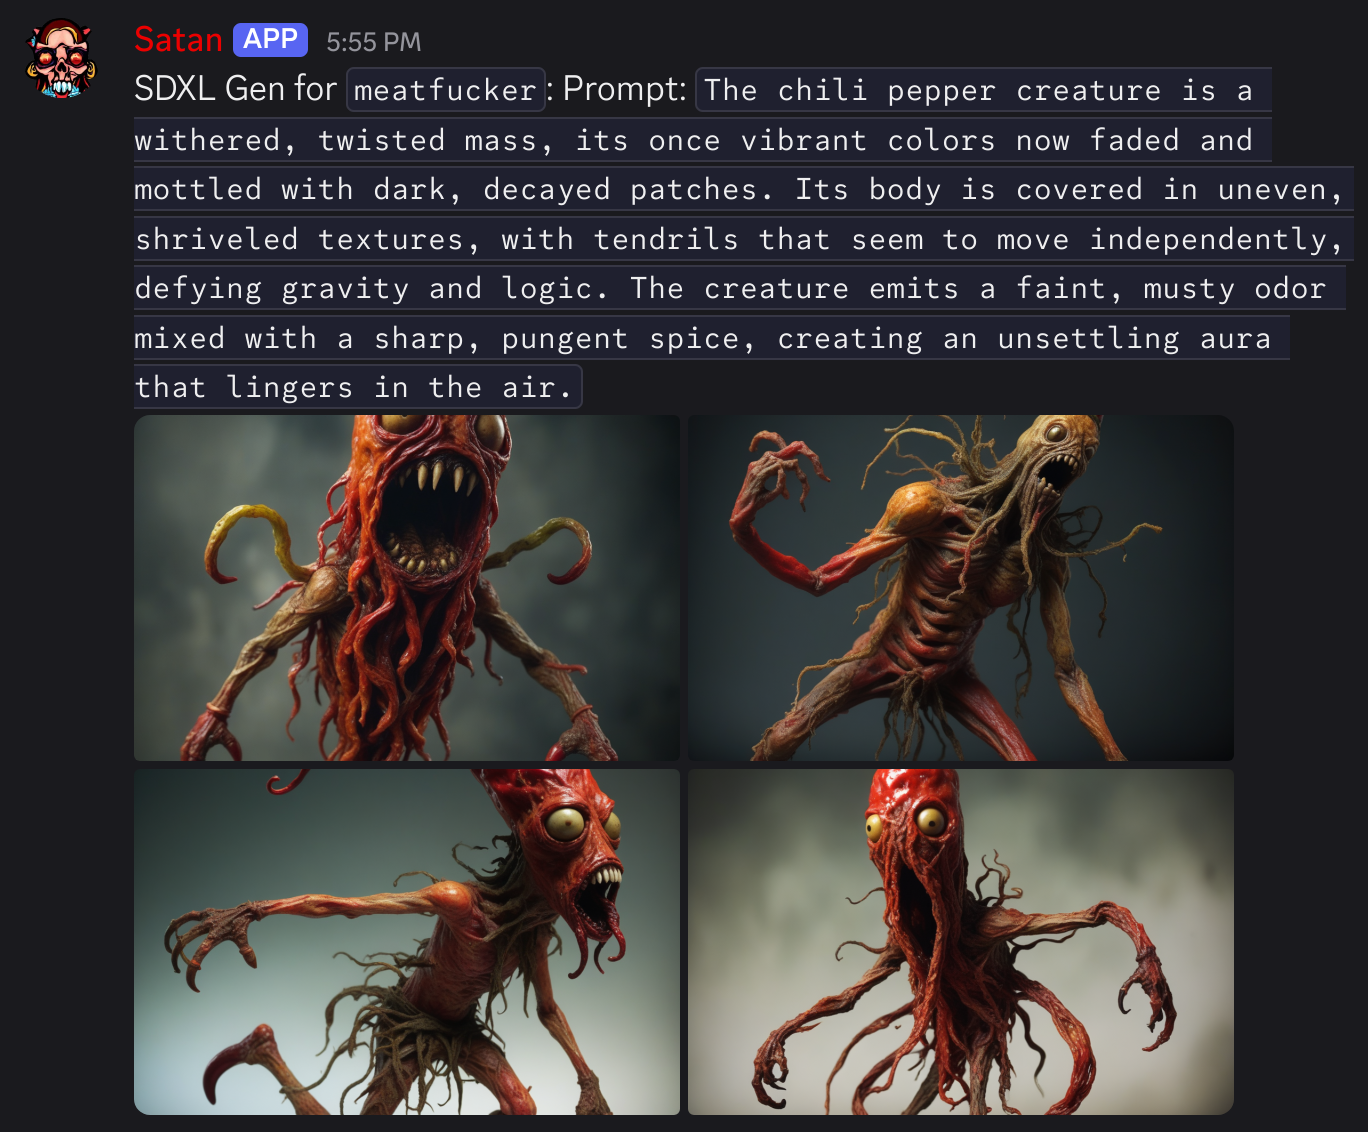 Satan APP 5:55 PM
SDXL Gen for meatfucker: Prompt: The chili pepper creature is a
withered, twisted mass, its once vibrant colors now faded and
mottled with dark, decayed patches. Its body is covered in uneven,
shriveled textures, with tendrils that seem to move independently,
defying gravity and logic. The creature emits a faint, musty odor
mixed with a sharp, pungent spice, creating an unsettling aura
that lingers in the air.